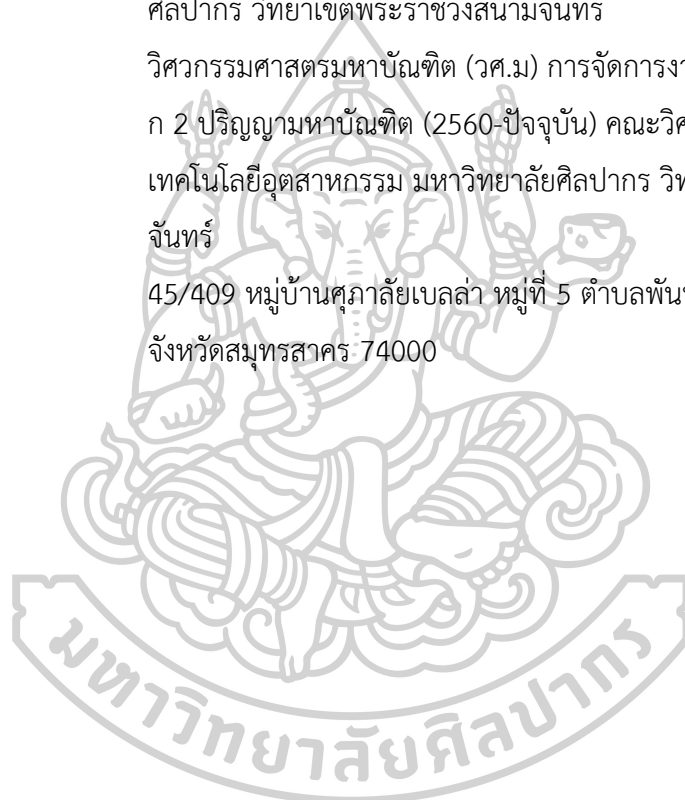 ศิลปากร วิทยาเขตพระราชวังสนามจันทร์
วิศวกรรมศาสตรมหาบัณฑิต (วศ.ม) การจัดการงา
ก 2 ปริญญามหาบัณฑิต (2560-ปัจจุบัน) คณะวิศ
เทคโนโลยีอุตสาหกรรม มหาวิทยาลัยศิลปากร วิท
จันทร์
45/409 หมู่บ้านศุภาลัยเบลล่า หมู่ที่ 5 ตำบลพัน
จังหวัดสมุทรสาคร 74000
มหาวิทยาลัยศิลปากร